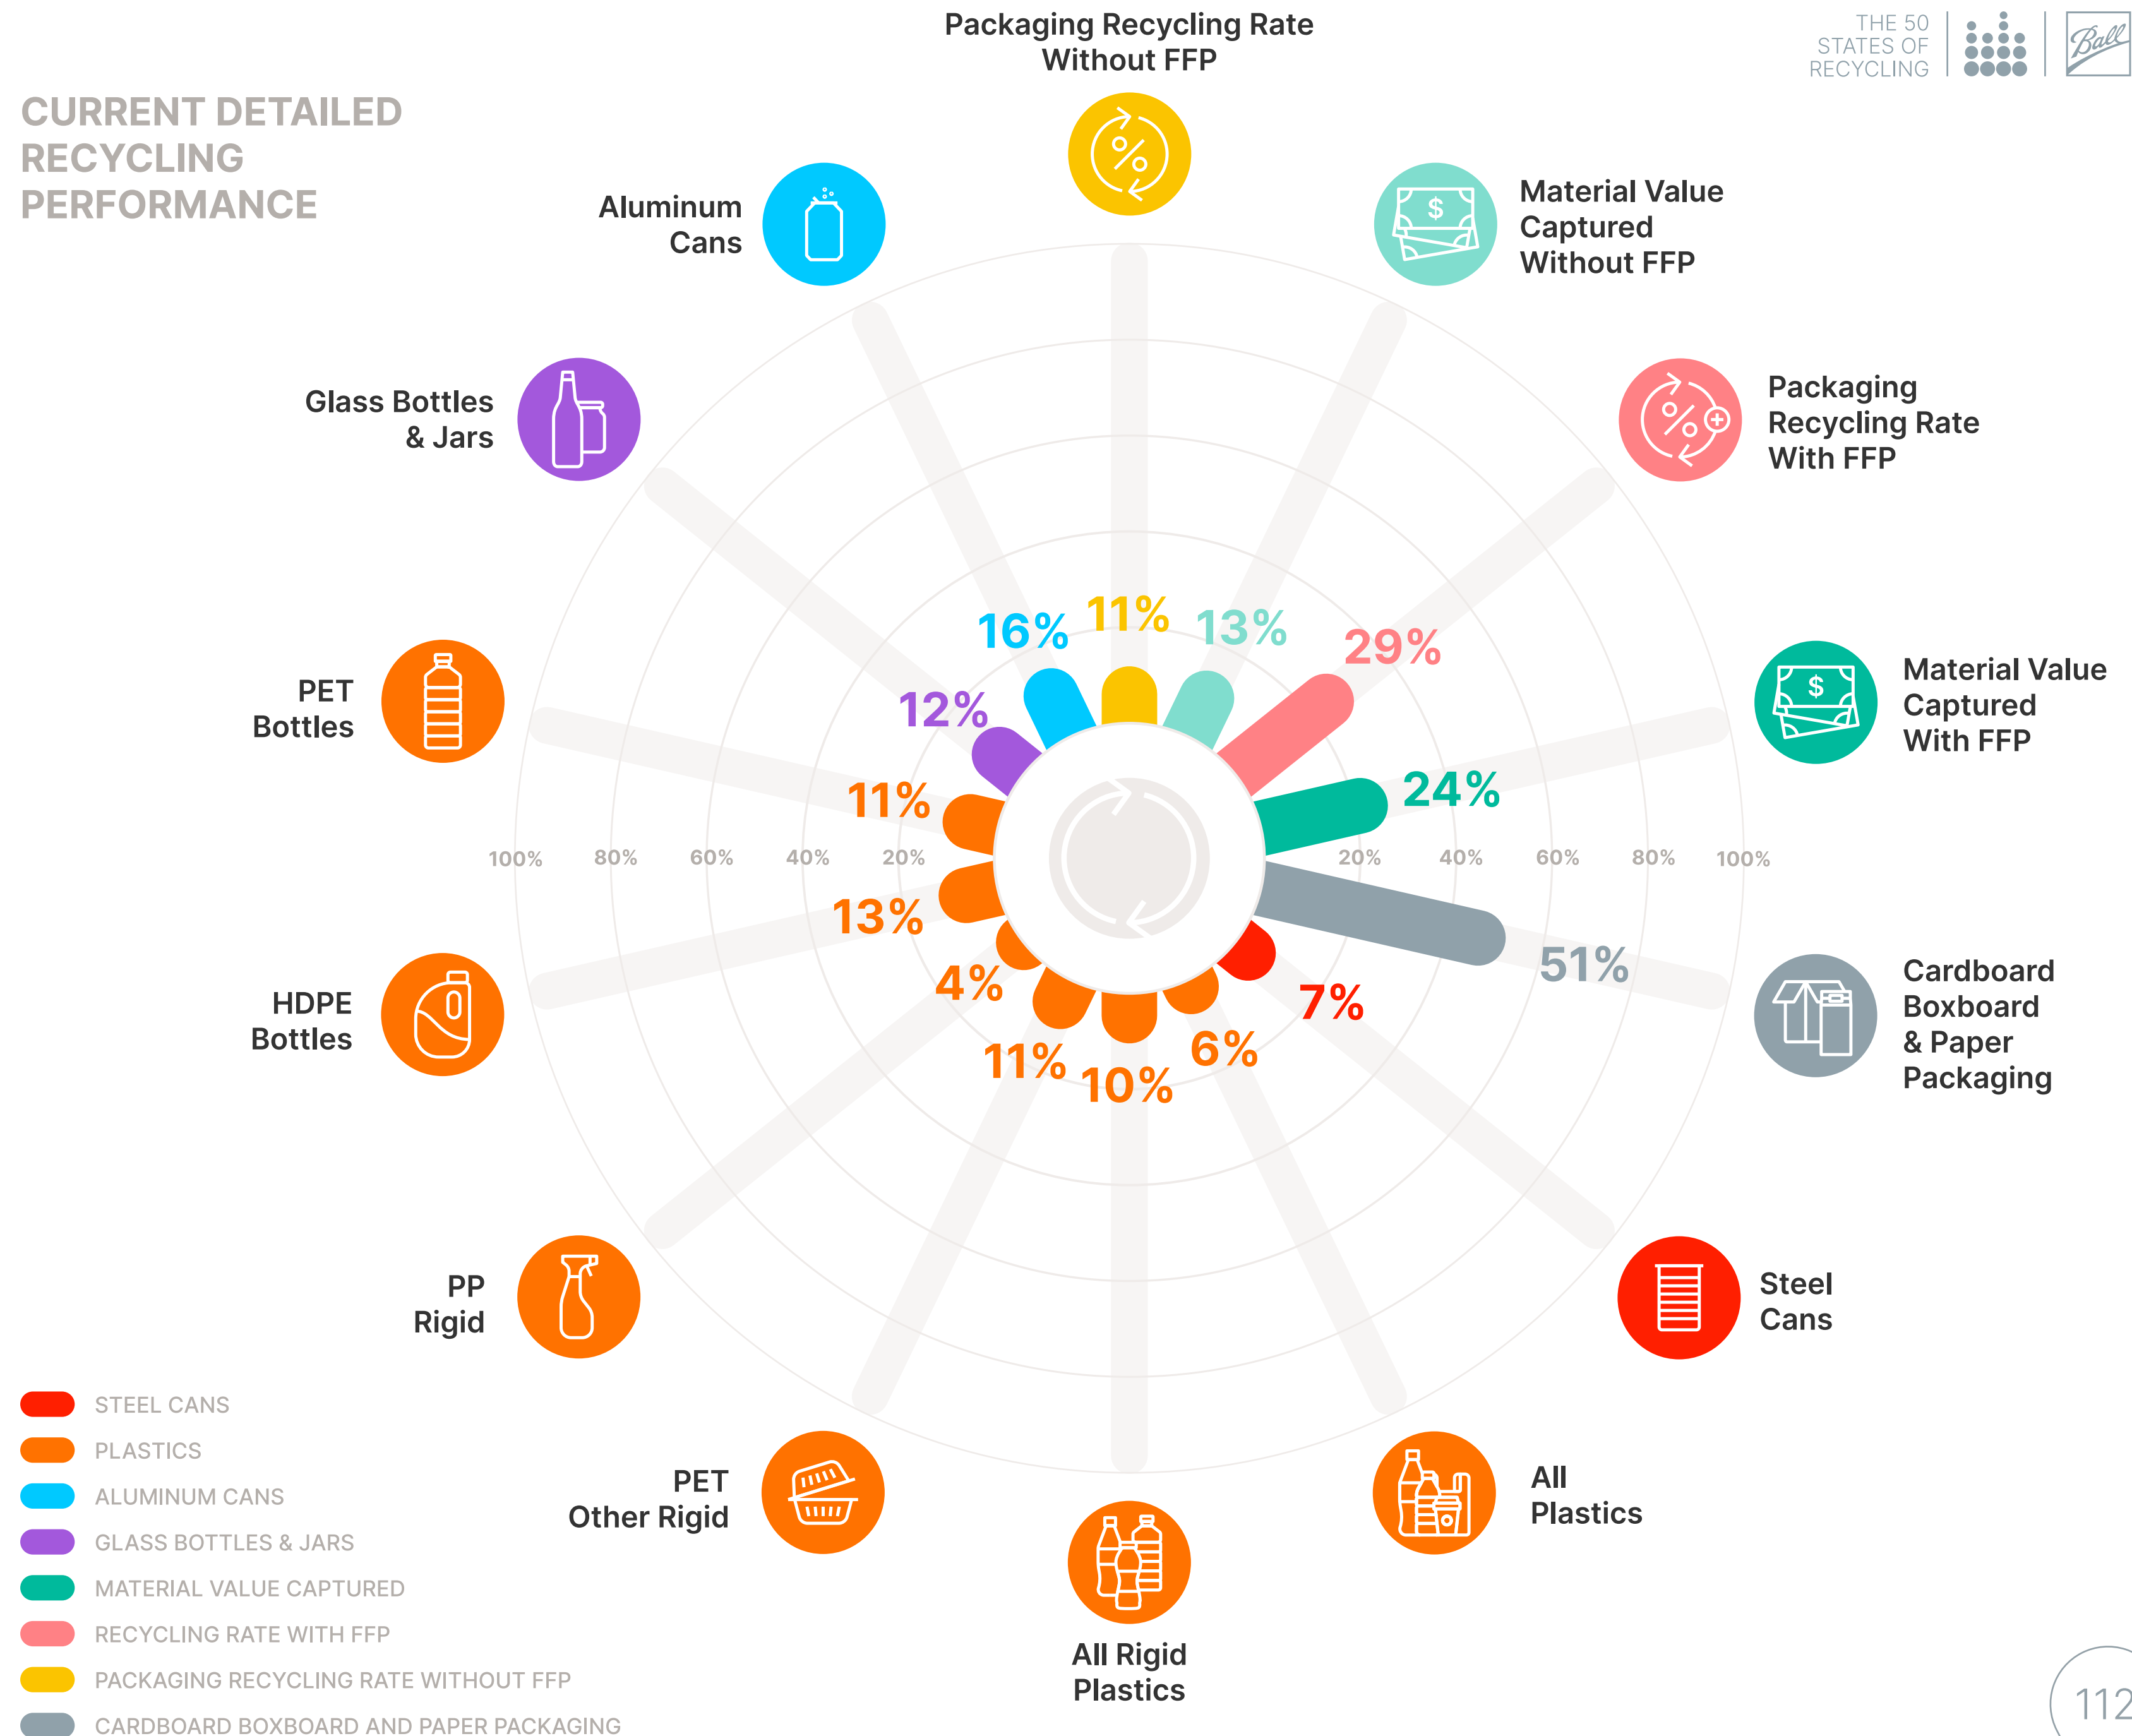 Packaging Recycling Rate
Without FFP
THE 50
STATES OF
RECYCLING
Ball
CURRENT DETAILED
RECYCLING
PERFORMANCE
Aluminum
Cans
$
Material Value
Captured
Without FFP
Glass Bottles
& Jars
Packaging
Recycling Rate
With FFP
PET
Bottles
$
Material Value
Captured
With FFP
16%
11%
13%
29%
12%
24%
11%
100%
80%
60%
40%
20%
20%
40%
60%
80%
100%
13%
51%
4%
7%
11%
10%
6%
HDPE
Bottles
Cardboard
Boxboard
& Paper
Packaging
PP
Rigid
Steel
Cans
PET
Other Rigid
All
Plastics
All Rigid
Plastics
STEEL CANS
PLASTICS
ALUMINUM CANS
GLASS BOTTLES & JARS
MATERIAL VALUE CAPTURED
RECYCLING RATE WITH FFP
PACKAGING RECYCLING RATE WITHOUT FFP
CARDBOARD BOXBOARD AND PAPER PACKAGING
112